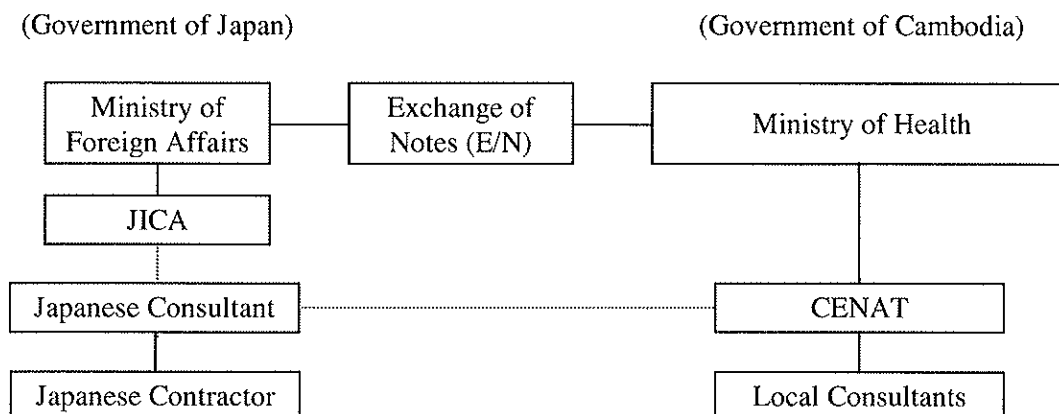 (Government of Japan)
(Government of Cambodia)
Ministry of
Foreign Affairs
Exchange of
Notes (E/N)
Ministry of Health
JICA
Japanese Consultant
CENAT
Japanese Contractor
Local Consultants